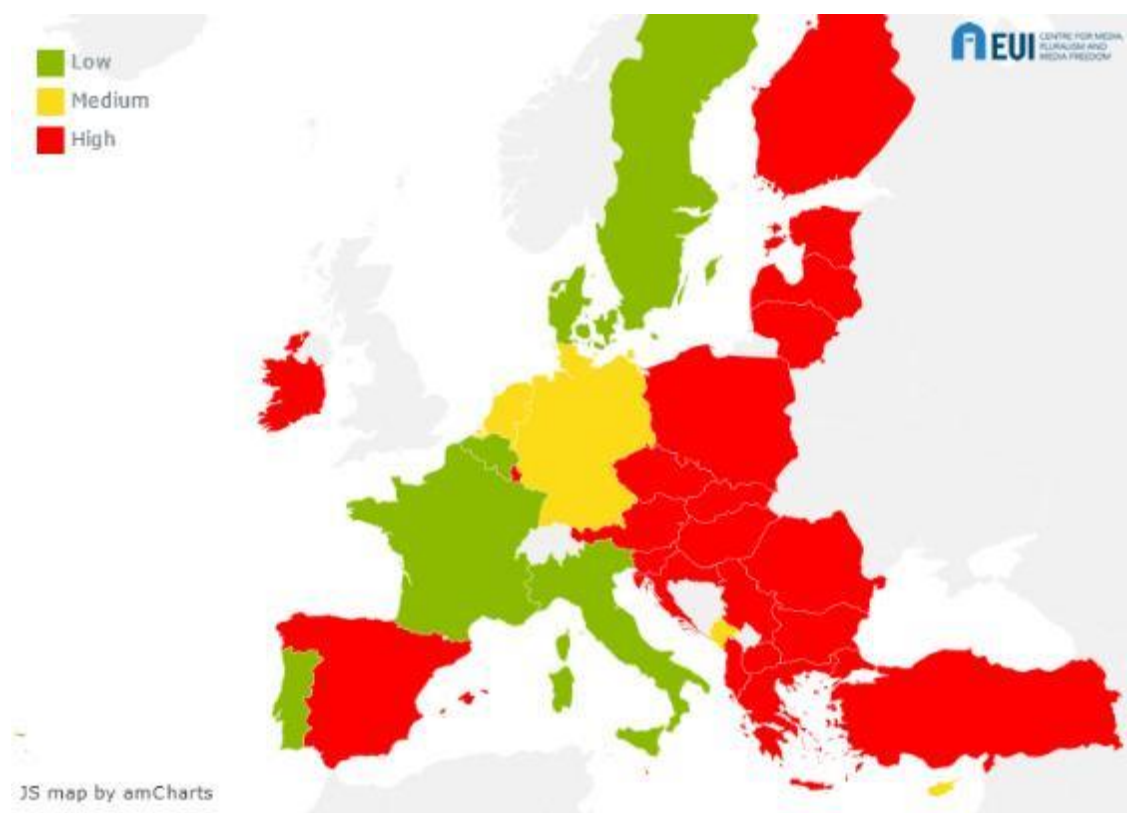 Low
Medium
High
EUI
CENTRE FOR MEDIA
PLURALISM AND
MEDIA FREEDOM
JS map by amCharts